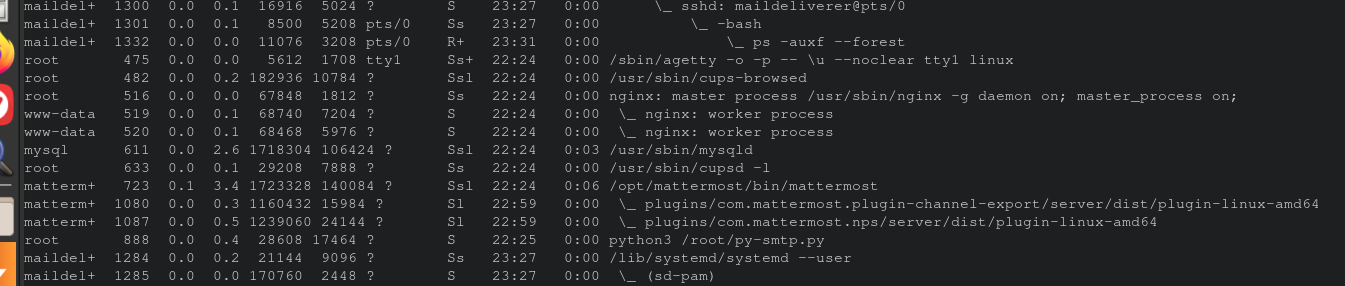 maildel+ 1300 0.0 0.1 16916 5024 ? S 23:27 0:00 \_ sshd: maildeliverer@pts/0
maildel+ 1301 0.0 0.1 8500 5208 pts/0 Ss 23:27 0:00 \_ -bash
maildel+ 1332 0.0 0.0 11076 3208 pts/0 R+ 23:31 0:00 \_ ps -auxf --forest
root 475 0.0 0.0 5612 1708 tty1 Ss+ 22:24 0:00 /sbin/agetty -o -p -- \u --noclear tty1 linux
root 482 0.0 0.2 182936 10784 ? Ssl 22:24 0:00 /usr/sbin/cups-browsed
root 516 0.0 0.0 67848 1812 ? Ss 22:24 0:00 nginx: master process /usr/sbin/nginx -g daemon on; master_process on;
www-data 519 0.0 0.1 68740 7204 ? S 22:24 0:00 \_ nginx: worker process
www-data 520 0.0 0.1 68468 5976 ? S 22:24 0:00 \_ nginx: worker process
mysql 611 0.0 2.6 1718304 106424 ? Ssl 22:24 0:03 /usr/sbin/mysqld
root 633 0.0 0.1 29208 7888 ? Ss 22:24 0:00 /usr/sbin/cupsd -l
matterm+ 723 0.1 3.4 1723328 140084 ? Ssl 22:24 0:06 /opt/mattermost/bin/mattermost
matterm+ 1080 0.0 0.3 1160432 15984 ? Sl 22:59 0:00 \_ plugins/com.mattermost.plugin-channel-export/server/dist/plugin-linux-amd64
matterm+ 1087 0.0 0.5 1239060 24144 ? Sl 22:59 0:00 \_ plugins/com.mattermost.nps/server/dist/plugin-linux-amd64
root 888 0.0 0.4 28608 17464 ? S 22:25 0:00 python3 /root/py-smtp.py
maildel+ 1284 0.0 0.2 21144 9096 ? Ss 23:27 0:00 /lib/systemd/systemd --user
maildel+ 1285 0.0 0.0 170760 2448 ? S 23:27 0:00 \_ (sd-pam)